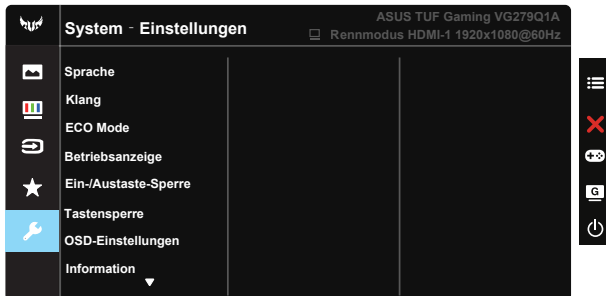 System - Einstellungen
ASUS TUF Gaming VG279Q1A
Rennmodus HDMI-1 1920x1080@60Hz
Sprache
Klang
ECO Mode
Betriebsanzeige
Ein-/Austaste-Sperre
Tastensperre
OSD-Einstellungen
Information
G